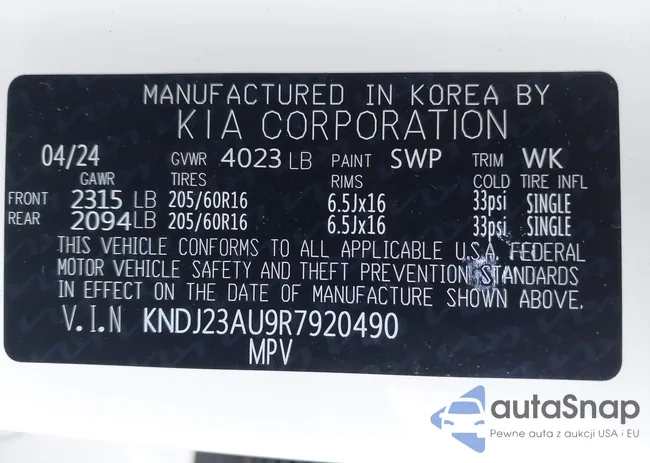 MANUFACTURED IN KOREA BY
KIA CORPORATION
04/24 GVWR 4023 LB PAINT SWP TRIM WK
GAWR TIRES RIMS COLD TIRE INFL
FRONT 2315 LB 205/60R16 6.5Jx16 33psi SINGLE
REAR 2094 LB 205/60R16 6.5Jx16 33psi SINGLE
THIS VEHICLE CONFORMS TO ALL APPLICABLE U.S.A. FEDERAL
MOTOR VEHICLE SAFETY AND THEFT PREVENTION STANDARDS
IN EFFECT ON THE DATE OF MANUFACTURE SHOWN ABOVE.
V.I.N KNDJ23AU9R7920490
MPV
autaSnap
Pewne auta z aukcji USA i EU